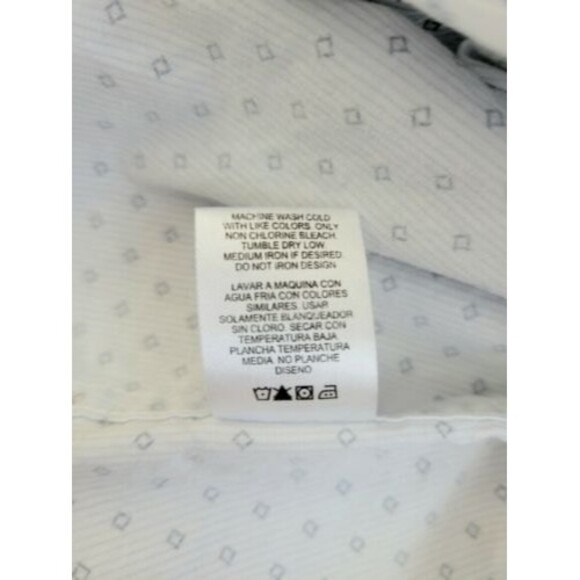 MACHINE WASH COLD
WITH LIKE COLORS. ONLY
NON CHLORINE BLEACH.
TUMBLE DRY LOW.
MEDIUM IRON IF DESIRED.
DO NOT IRON DESIGN.
LAVAR A MAQUINA CON
AGUA FRIA CON COLORES
SIMILARES. USAR
SOLAMENTE BLANQUEADOR
SIN CLORO. SECAR CON
TEMPERATURA BAJA
PLANCHA TEMPERATURA
MEDIA. NO PLANCHE
DISENO